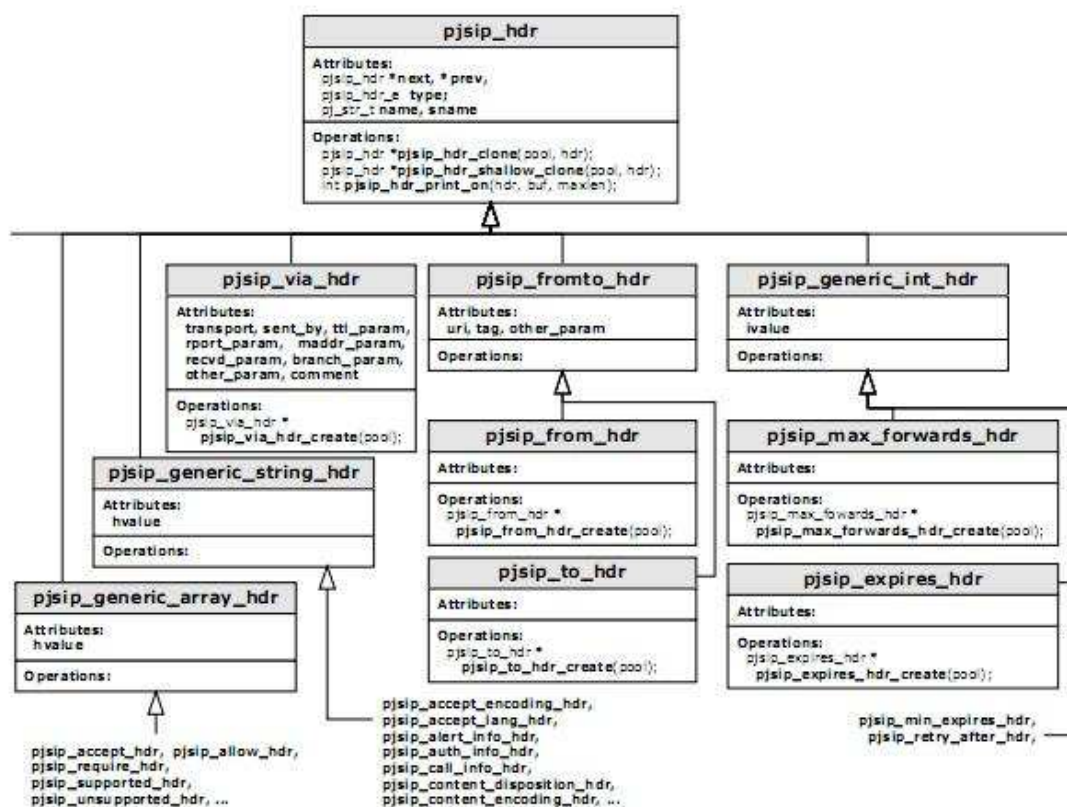 pjsip_hdr
Attributes:
pjsip_hdr *next, *prev,
pjsip_hdr_e type;
pj_str_t name, sname
Operations:
pjsip_hdr *pjsip_hdr_clone(pool, hdr);
pjsip_hdr *pjsip_hdr_shallow_clone(pool, hdr);
int pjsip_hdr_print_on(hdr, buf, maxlen);
pjsip_via_hdr
Attributes:
transport, sent_by, ttl_param,
rport_param, maddr_param,
recvd_param, branch_param,
other_param, comment
Operations:
pjsip_via_hdr *
pjsip_via_hdr_create(pool);
pjsip_fromto_hdr
Attributes:
uri, tag, other_param
Operations:
pjsip_generic_int_hdr
Attributes:
ivalue
Operations:
pjsip_generic_string_hdr
Attributes:
hvalue
Operations:
pjsip_from_hdr
Attributes:
Operations:
pjsip_from_hdr *
pjsip_from_hdr_create(pool);
pjsip_max_forwards_hdr
Attributes:
Operations:
pjsip_max_fowards_hdr *
pjsip_max_forwards_hdr_create(pool);
pjsip_generic_array_hdr
Attributes:
hvalue
Operations:
pjsip_to_hdr
Attributes:
Operations:
pjsip_to_hdr *
pjsip_to_hdr_create(pool);
pjsip_expires_hdr
Attributes:
Operations:
pjsip_expires_hdr *
pjsip_expires_hdr_create(pool);
pjsip_accept_hdr, pjsip_allow_hdr,
pjsip_require_hdr,
pjsip_supported_hdr,
pjsip_unsupported_hdr, ...
pjsip_accept_encoding_hdr,
pjsip_accept_lang_hdr,
pjsip_alert_info_hdr,
pjsip_auth_info_hdr,
pjsip_call_info_hdr,
pjsip_content_disposition_hdr,
pjsip_content_encoding_hdr, ...
pjsip_min_expires_hdr,
pjsip_retry_after_hdr,